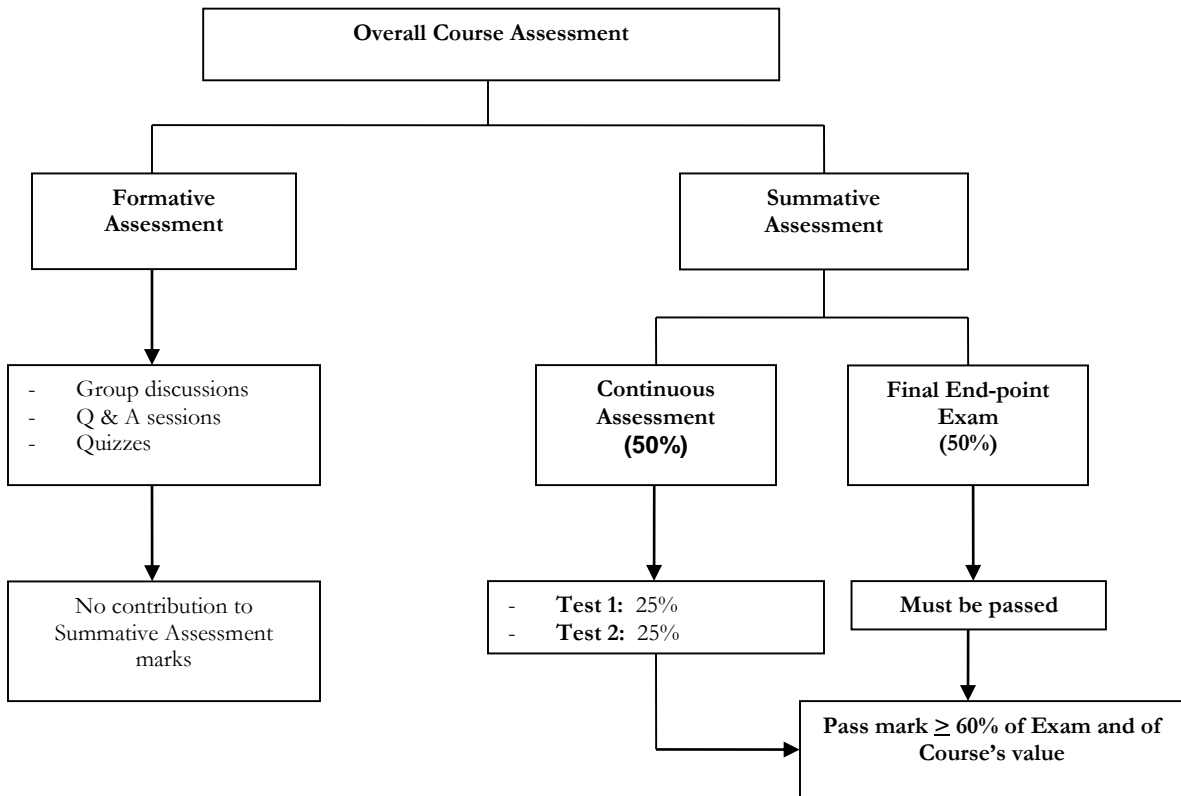 Overall Course Assessment
Formative
Assessment
Summative
Assessment
- Group discussions
- Q & A sessions
- Quizzes
Continuous
Assessment
(50%)
Final End-point
Exam
(50%)
No contribution to
Summative Assessment
marks
- Test 1: 25%
- Test 2: 25%
Must be passed
Pass mark ≥ 60% of Exam and of
Course's value